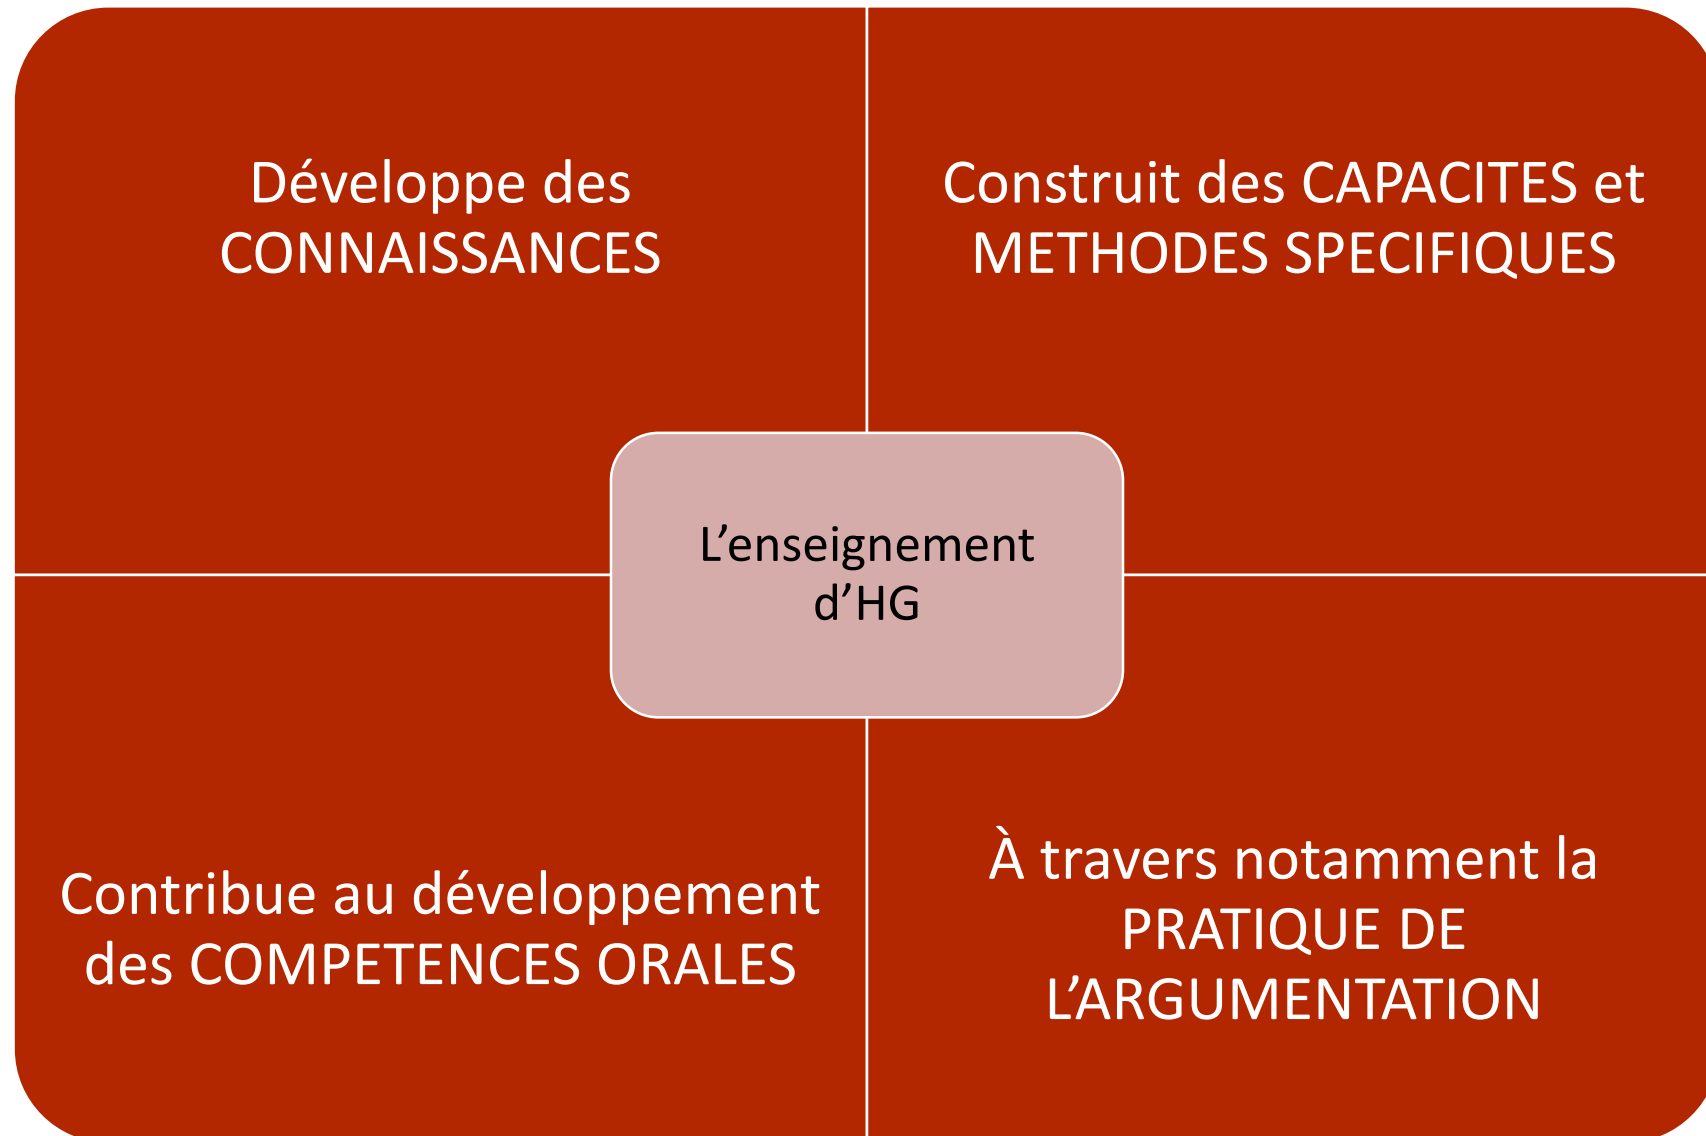 Développe des
CONNAISSANCES
Construit des CAPACITES et
METHODES SPECIFIQUES
L’enseignement
d’HG
Contribue au développement
des COMPETENCES ORALES
À travers notamment la
PRATIQUE DE
L’ARGUMENTATION